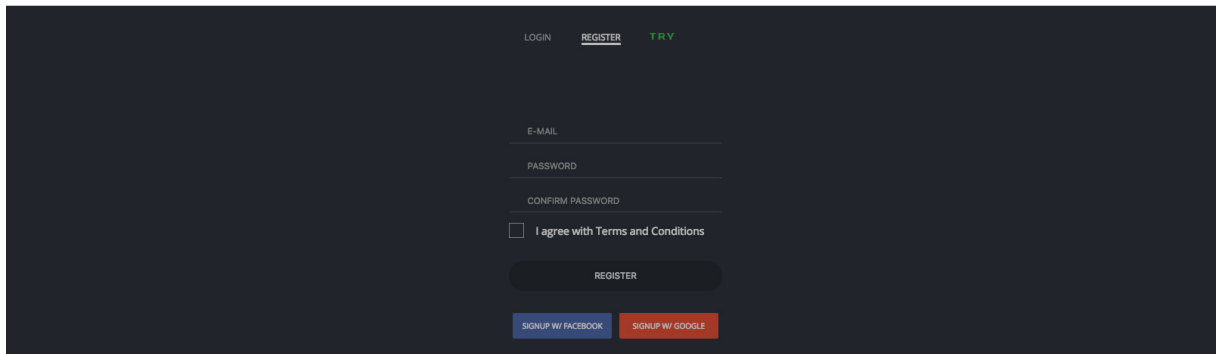 LOGIN REGISTER TRY
E-MAIL
PASSWORD
CONFIRM PASSWORD
I agree with Terms and Conditions
REGISTER
SIGNUP W/ FACEBOOK SIGNUP W/ GOOGLE